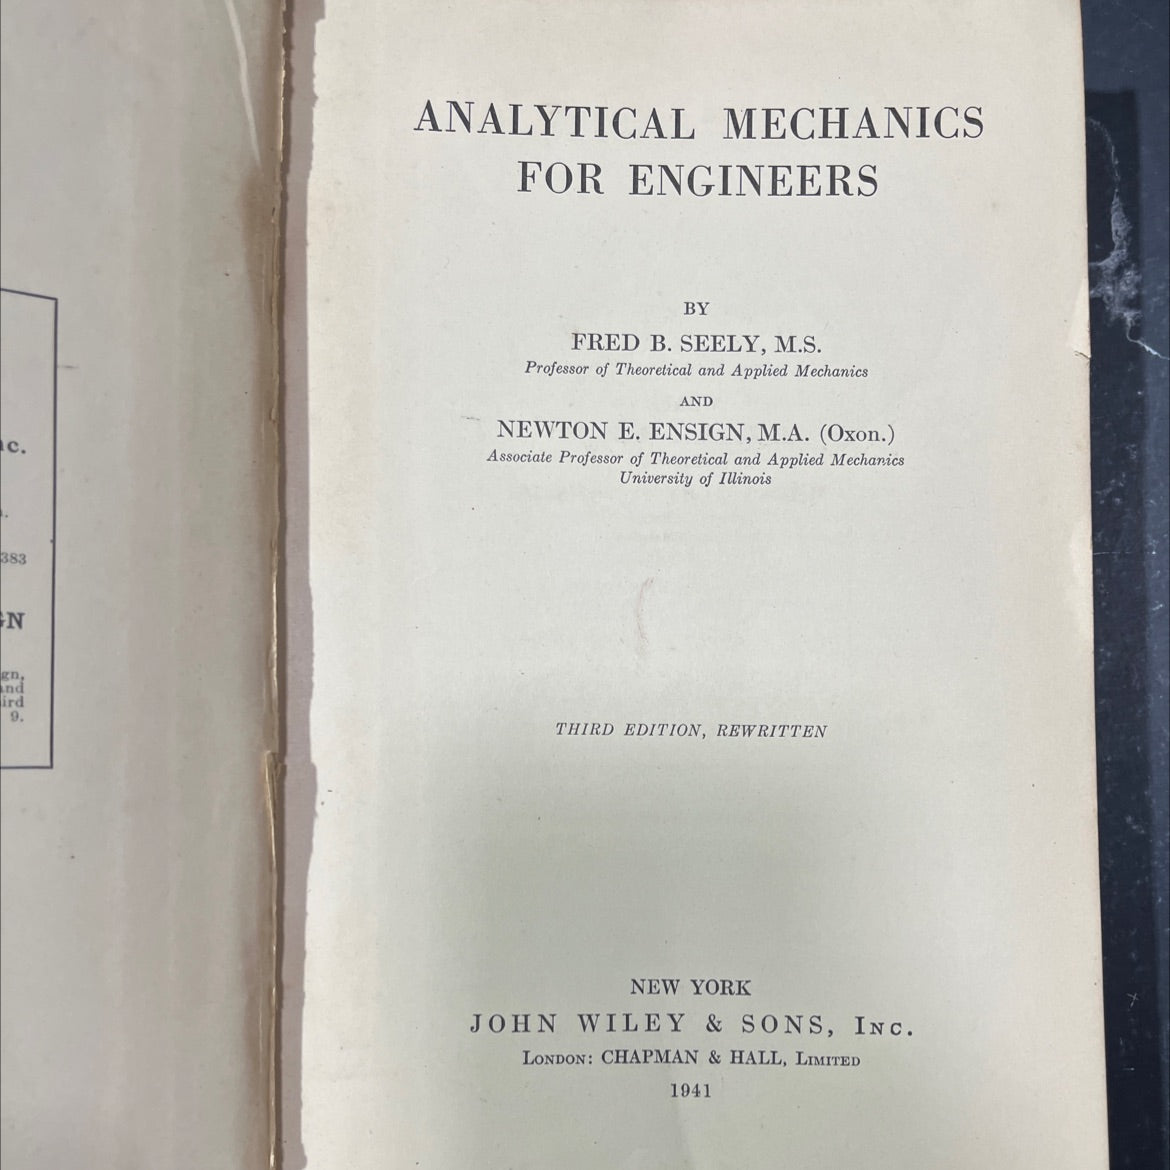 383
ANALYTICAL MECHANICS
FOR ENGINEERS
BY
FRED B. SEELY, M.S.
Professor of Theoretical and Applied Mechanics
AND
NEWTON E. ENSIGN, M.A. (Oxon.)
Associate Professor of Theoretical and Applied Mechanics
University of Illinois
THIRD EDITION, REWRITTEN
NEW YORK
JOHN WILEY & SONS, Inc.
London: CHAPMAN & HALL, Limited
1941